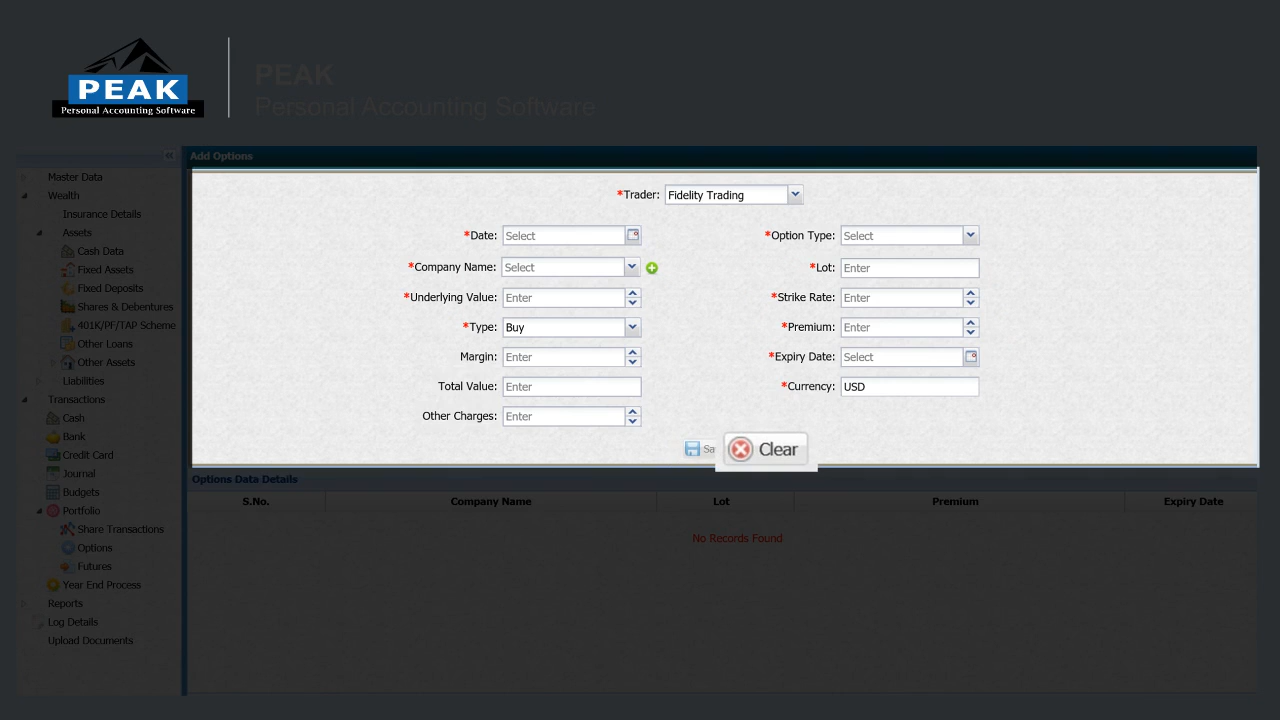 PEAK
Personal Accounting Software
PEAK
Personal Accounting Software
Add Options
Master Data
Wealth
Insurance Details
Assets
Cash Data
Fixed Assets
Fixed Deposits
Shares & Debentures
401K/PF/TAP Scheme
Other Loans
Other Assets
Liabilities
Transactions
Cash
Bank
Credit Card
Journal
Budgets
Portfolio
Share Transactions
Options
Futures
Year End Process
Reports
Log Details
Upload Documents
*Trader: Fidelity Trading
*Date: Select *Option Type: Select
*Company Name: Select *Lot: Enter
*Underlying Value: Enter *Strike Rate: Enter
*Type: Buy *Premium: Enter
Margin: Enter *Expiry Date: Select
Total Value: Enter *Currency: USD
Other Charges: Enter
Sa Clear
Options Data Details
S.No. Company Name Lot Premium Expiry Date
No Records Found